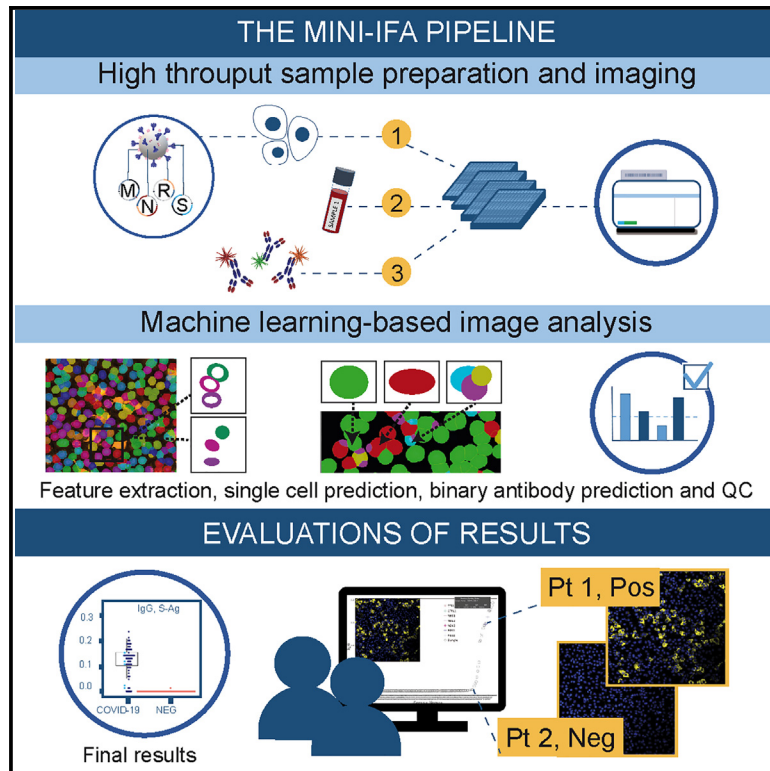 THE MINI-IFA PIPELINE
High throuput sample preparation and imaging
M
N
R
S
1
2
3
SAMPLE 1
Machine learning-based image analysis
Feature extraction, single cell prediction, binary antibody prediction and QC
EVALUATIONS OF RESULTS
IgG, S-Ag
0.3
0.2
0.1
0.0
COVID-19 NEG
Final results
Pt 1, Pos
Pt 2, Neg